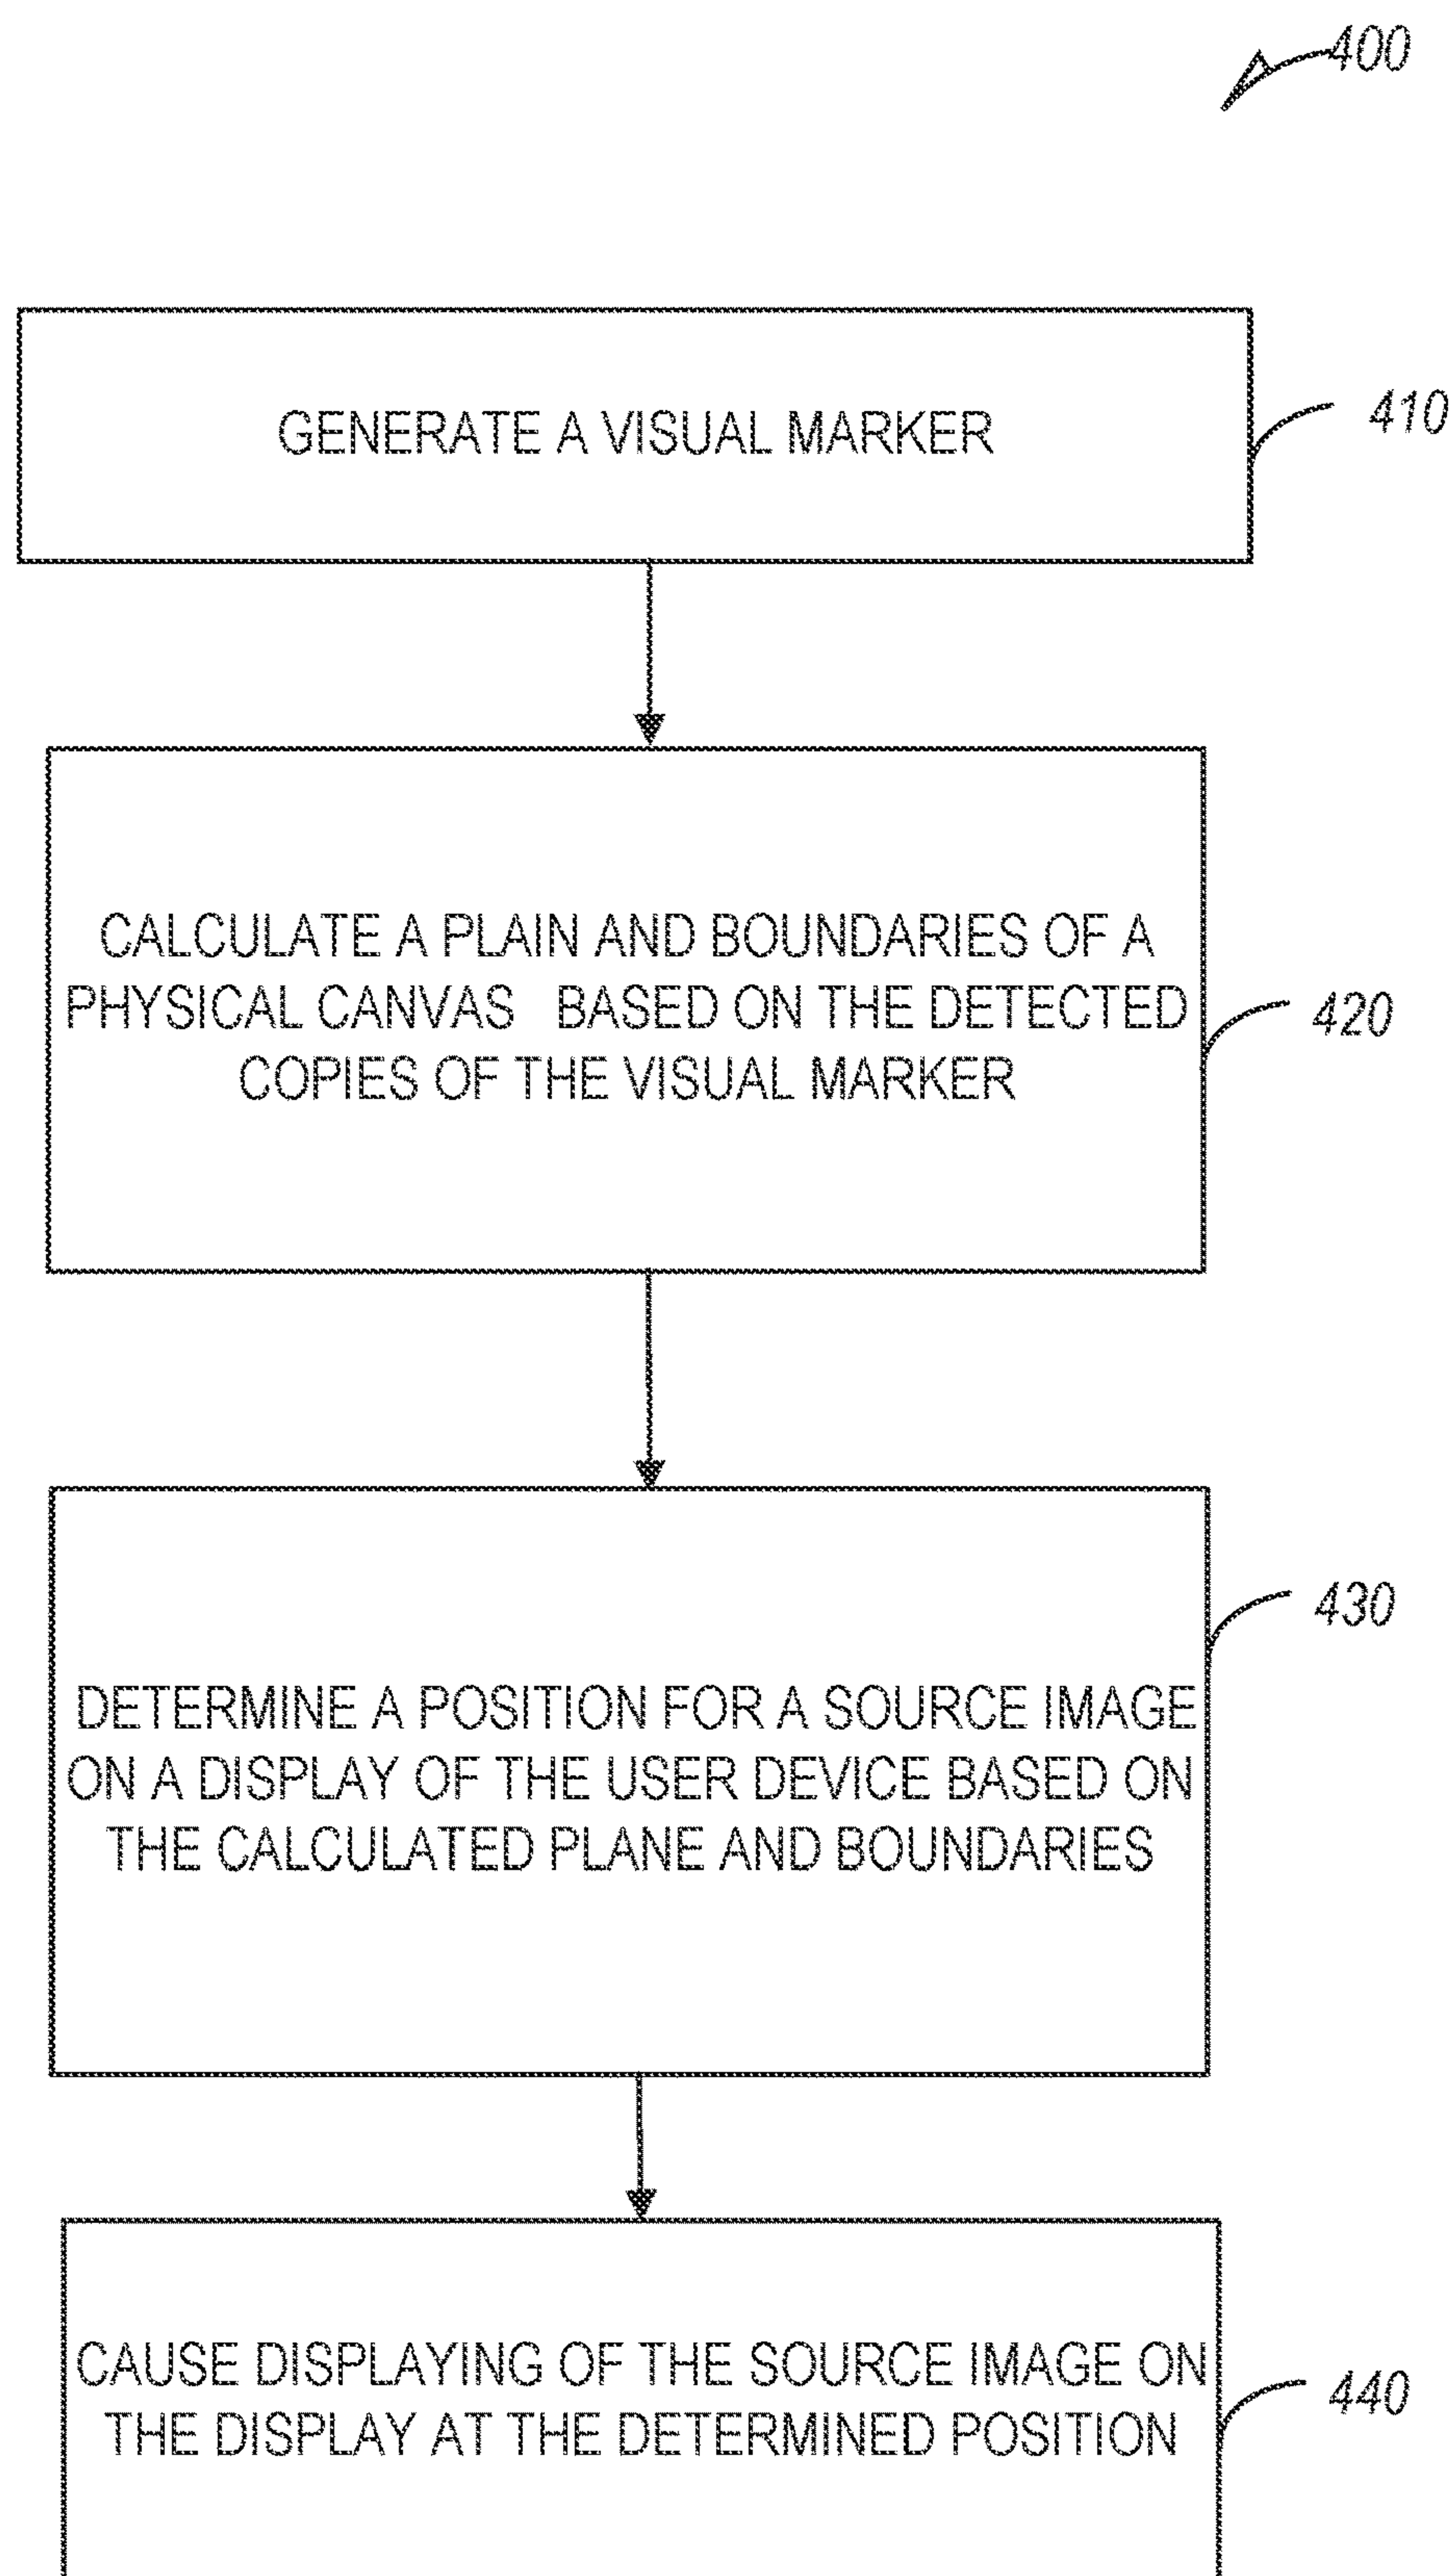 400
GENERATE A VISUAL MARKER
410
CALCULATE A PLAIN AND BOUNDARIES OF A
PHYSICAL CANVAS BASED ON THE DETECTED
COPIES OF THE VISUAL MARKER
420
DETERMINE A POSITION FOR A SOURCE IMAGE
ON A DISPLAY OF THE USER DEVICE BASED ON
THE CALCULATED PLANE AND BOUNDARIES
430
CAUSE DISPLAYING OF THE SOURCE IMAGE ON
THE DISPLAY AT THE DETERMINED POSITION
440